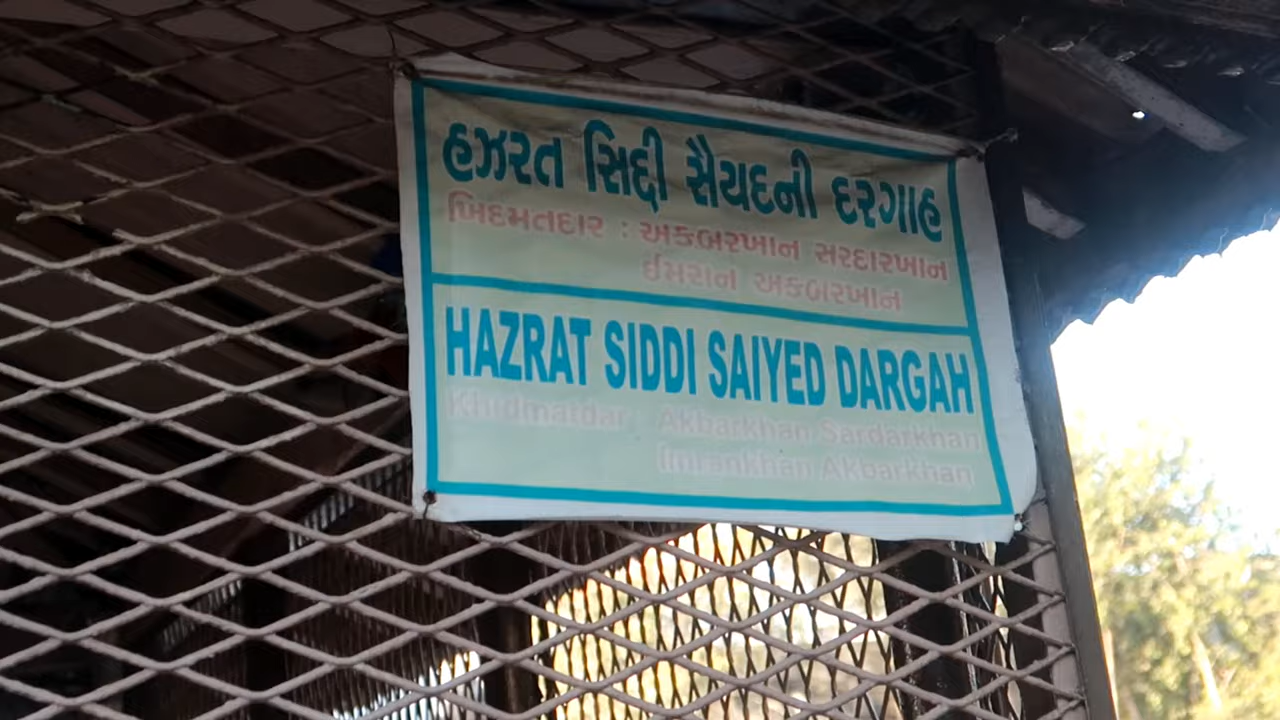 હઝરત સિદ્દી સૈયદની દરગાહ
ખિદમતદાર : અકબરખાન સરદારખાન
ઈમરાન અકબરખાન
HAZRAT SIDDI SAIYED DARGAH
Khidmatdar : Akbarkhan Sardarkhan
Imrankhan Akbarkhan